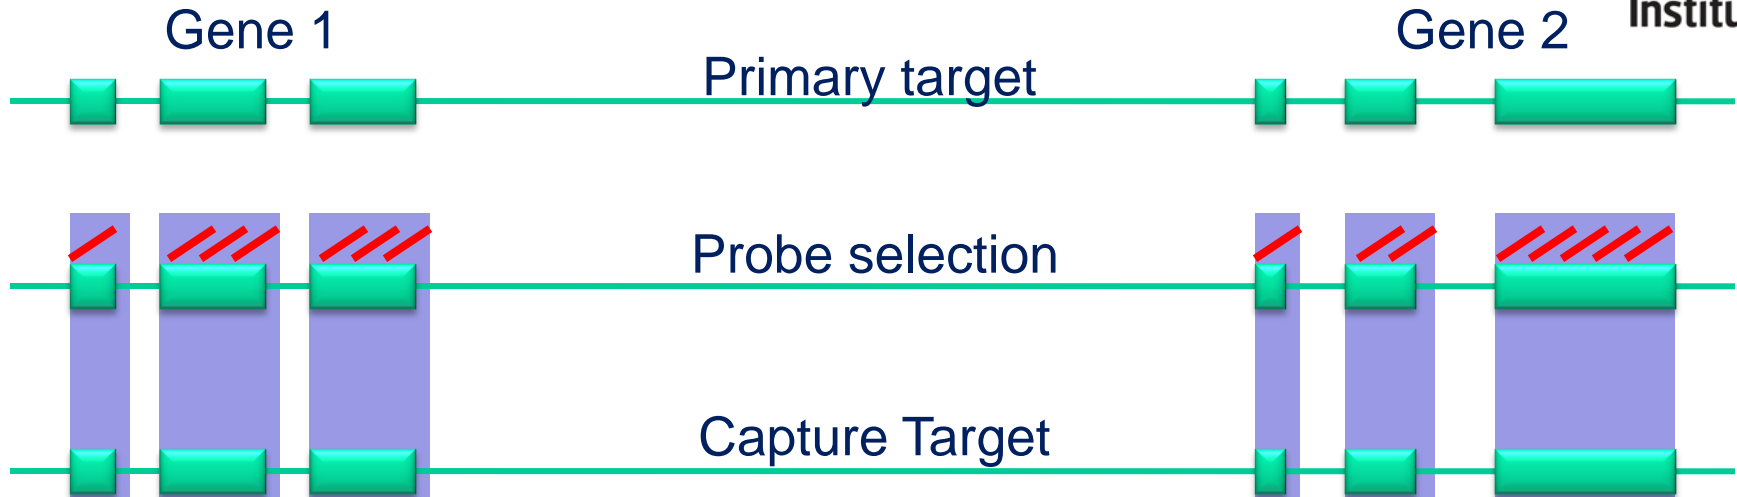 Gene 1
Gene 2
Primary target
Probe selection
Capture Target